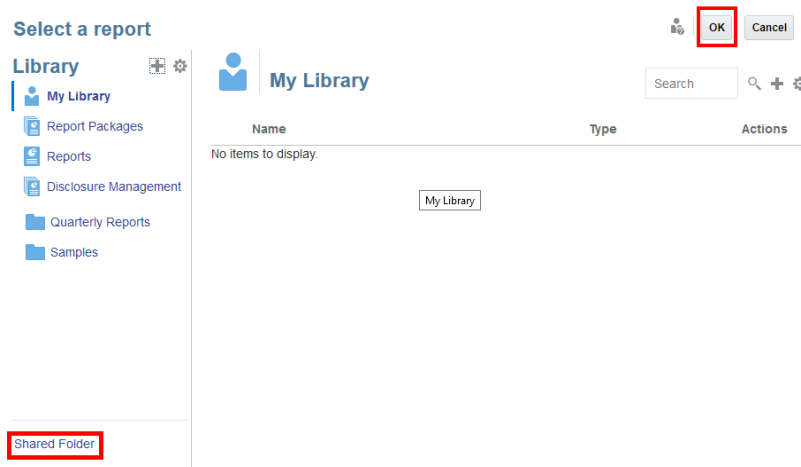 Select a report
OK
Cancel
Library
My Library
Report Packages
Reports
Disclosure Management
Quarterly Reports
Samples
Shared Folder
My Library
Search
Name Type Actions
No items to display.
My Library